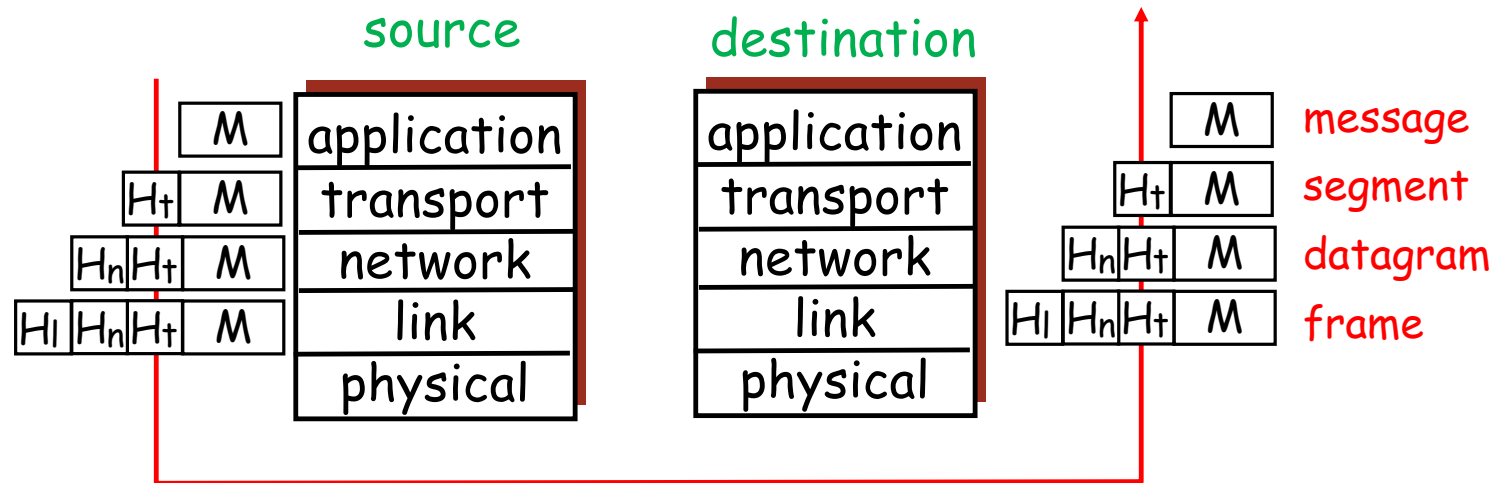 source destination
M application application M message
Ht M transport transport Ht M segment
Hn Ht M network network Hn Ht M datagram
Hl Hn Ht M link link Hl Hn Ht M frame
physical physical